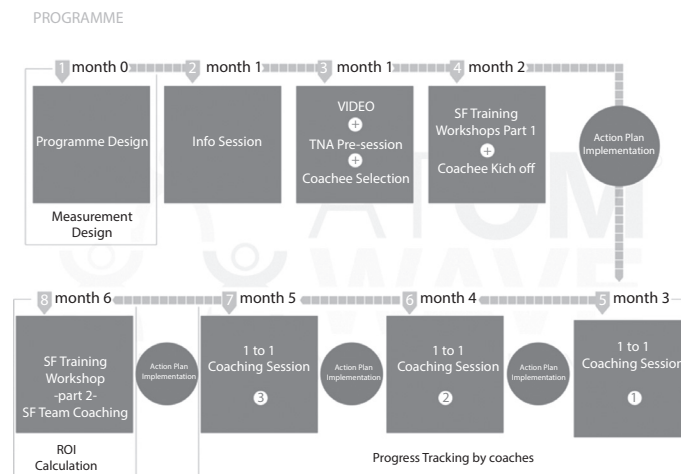 PROGRAMME
1 month 0
2 month 1
3 month 1
4 month 2
Programme Design
Measurement
Design
Info Session
VIDEO
+
TNA Pre-session
+
Coachee Selection
SF Training
Workshops Part 1
+
Coachee Kick off
Action Plan
Implementation
ATOM
WAVE
8 month 6
7 month 5
6 month 4
5 month 3
SF Training
Workshop
-part 2-
SF Team Coaching
ROI
Calculation
Action Plan
Implementation
1 to 1
Coaching Session
3
Action Plan
Implementation
1 to 1
Coaching Session
2
Action Plan
Implementation
1 to 1
Coaching Session
1
Progress Tracking by coaches